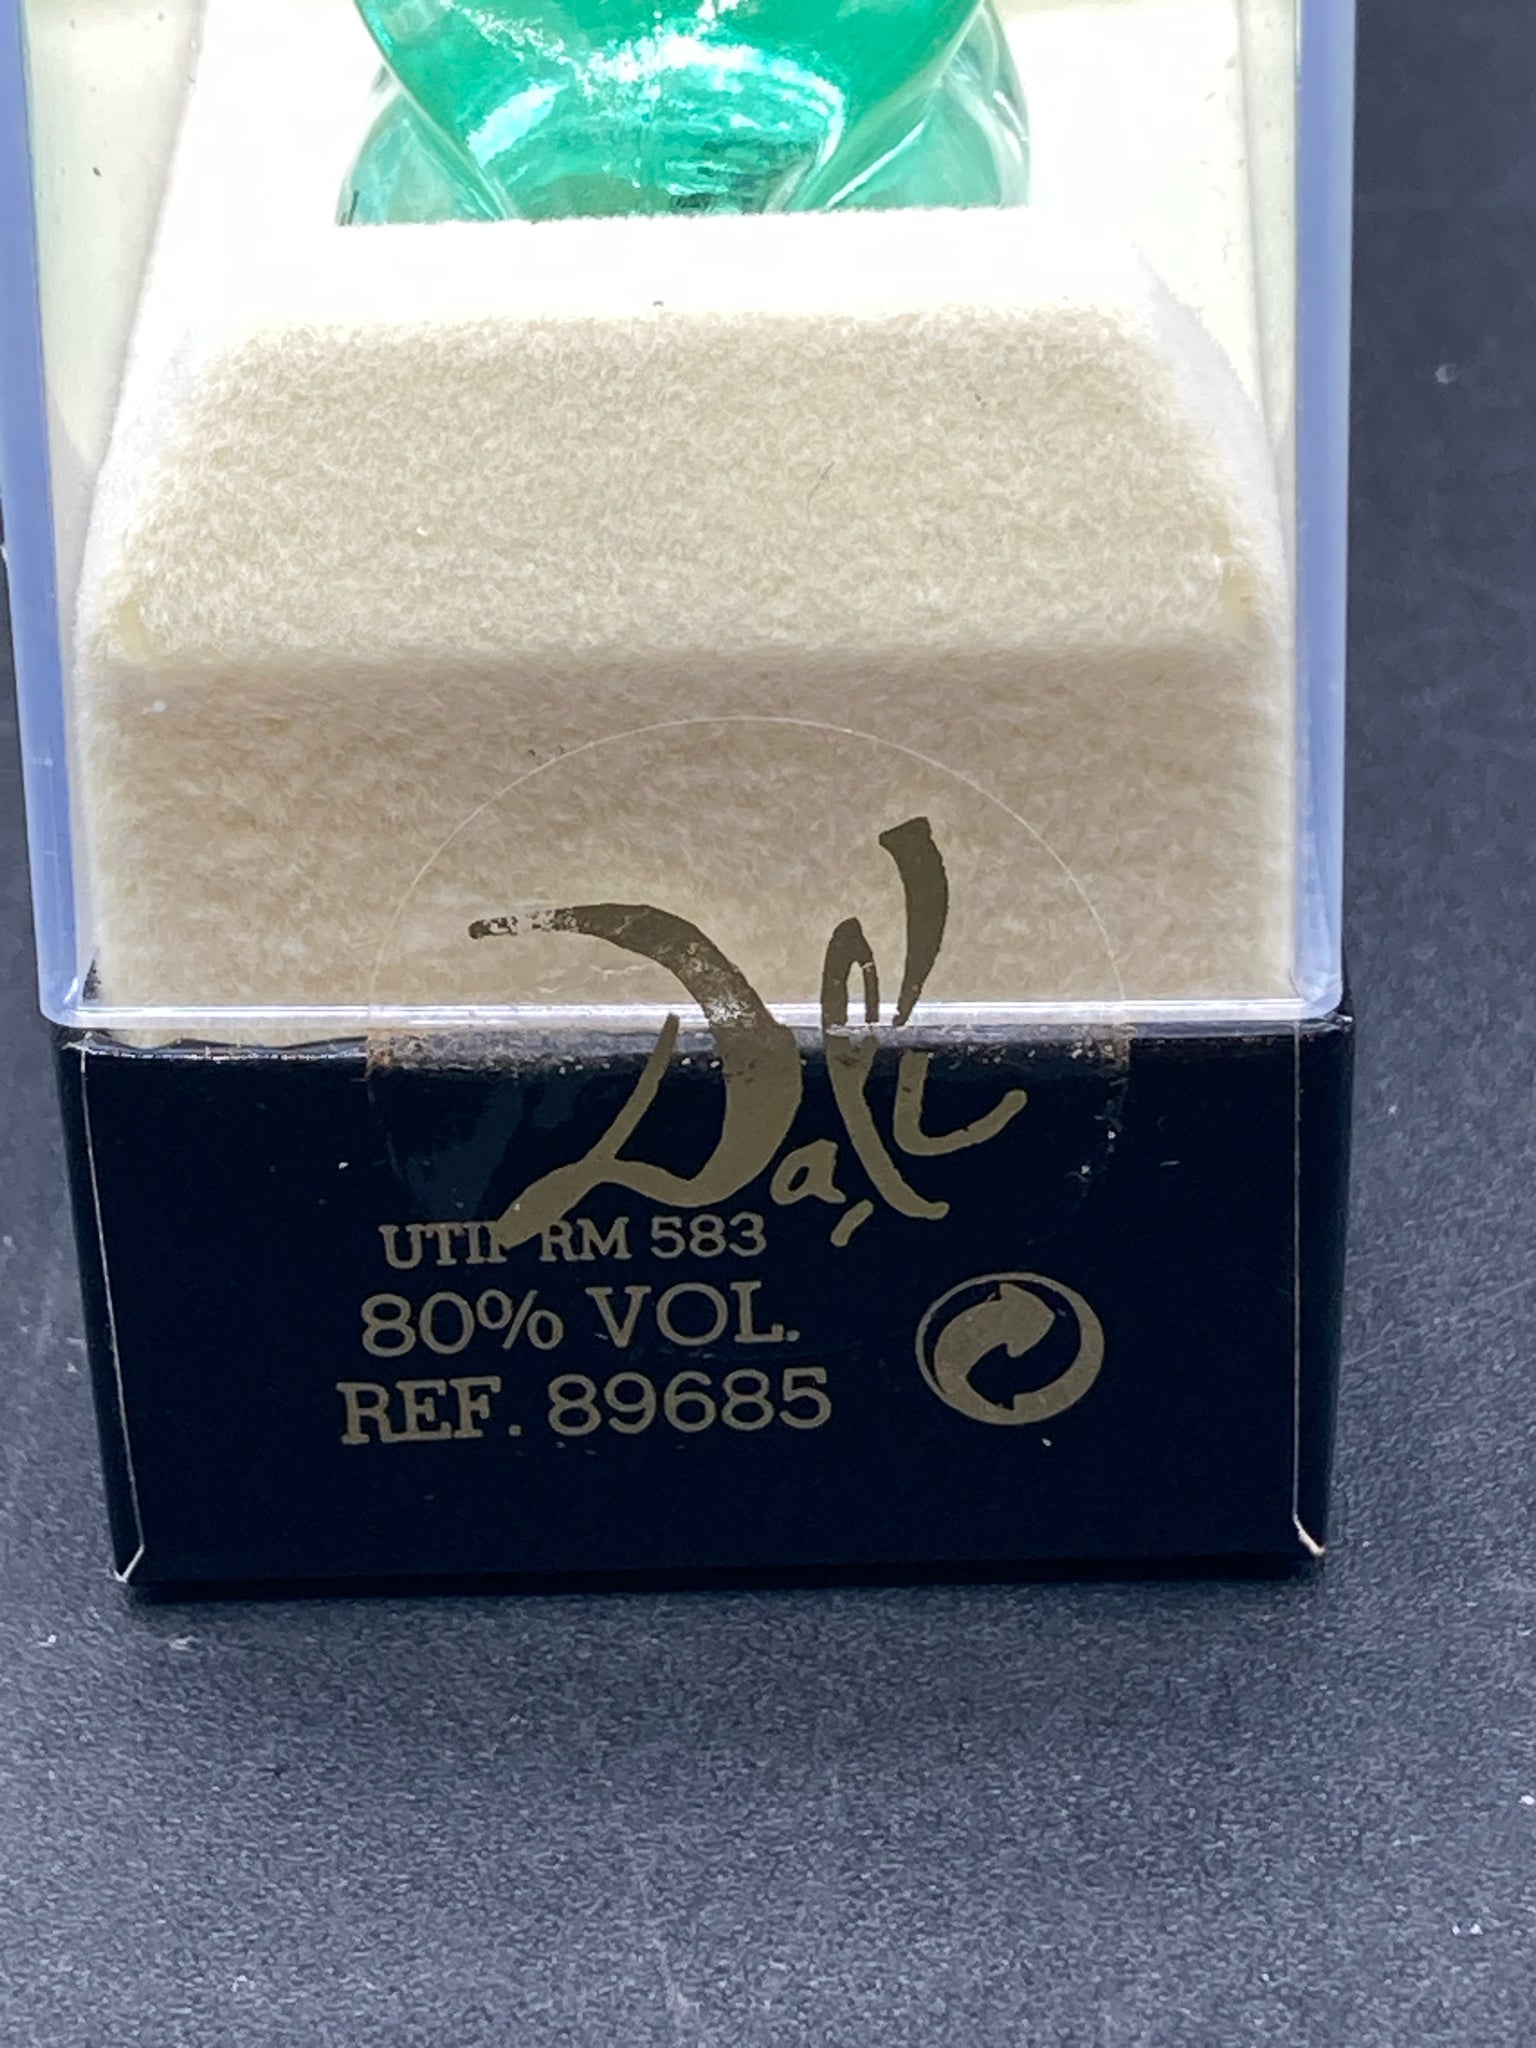 Dalí
UTIF RM 583
80% VOL.
REF. 89685